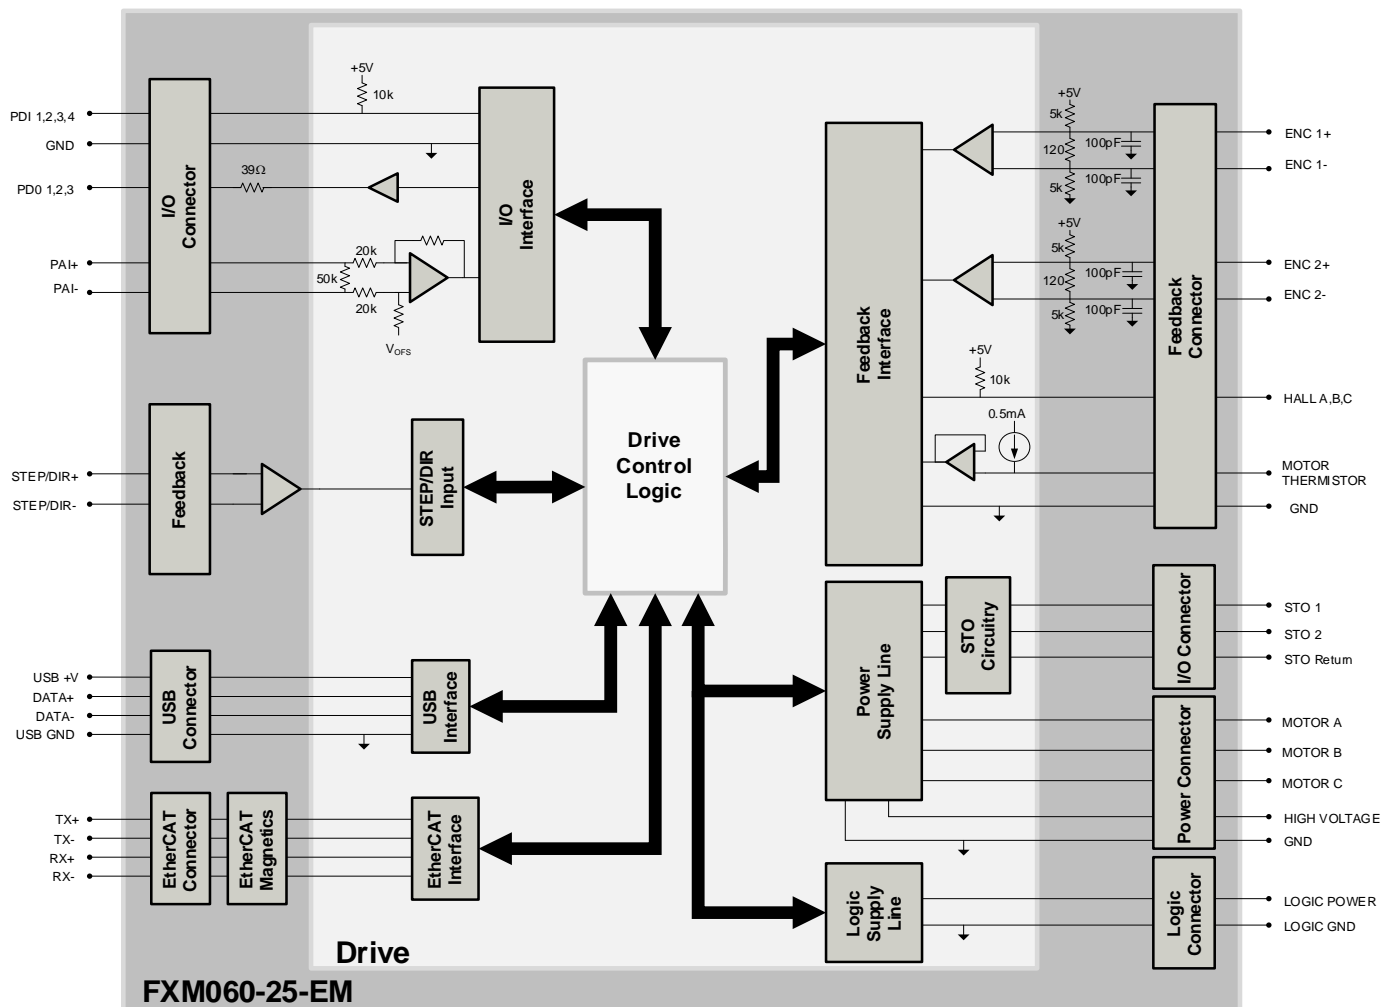 +5V
10k
PDI 1,2,3,4
GND
39Ω
PD0 1,2,3
I/O
Connector
I/O
Interface
PAI+
20k
50k
PAI-
20k
VOFS
+5V
5k
100pF
120
100pF
5k
ENC 1+
ENC 1-
+5V
5k
100pF
120
100pF
5k
ENC 2+
ENC 2-
Feedback
Interface
Feedback
Connector
+5V
10k
HALL A,B,C
0.5mA
MOTOR
THERMISTOR
GND
Drive
Control
Logic
STEP/DIR+
STEP/DIR-
Feedback
STEP/DIR
Input
STO
Circuitry
I/O Connector
STO 1
STO 2
STO Return
USB +V
DATA+
DATA-
USB GND
USB
Connector
USB
Interface
Power
Supply Line
Power Connector
MOTOR A
MOTOR B
MOTOR C
HIGH VOLTAGE
GND
TX+
TX-
RX+
RX-
EtherCAT
Connector
EtherCAT
Magnetics
EtherCAT
Interface
Logic
Supply
Line
Logic
Connector
LOGIC POWER
LOGIC GND
Drive
FXM060-25-EM